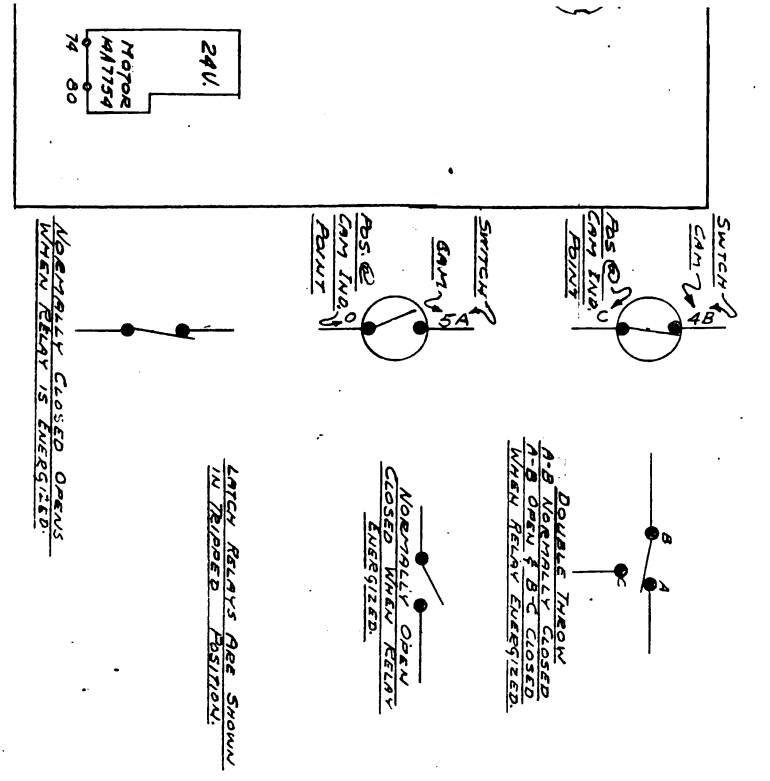 24V.
MOTOR
MA7754
74 80
SWITCH
CAM
4B
C
POS @
CAM IND.
POINT
SWITCH
CAM
5A
O
POS @
CAM IND.
POINT
B
A
C
DOUBLE THROW
A-B NORMALLY CLOSED
A-B OPEN & B-C CLOSED
WHEN RELAY ENERGIZED.
NORMALLY OPEN
CLOSED WHEN RELAY
ENERGIZED.
NORMALLY CLOSED OPENS
WHEN RELAY IS ENERGIZED.
LATCH RELAYS ARE SHOWN
IN TRIPPED POSITION.